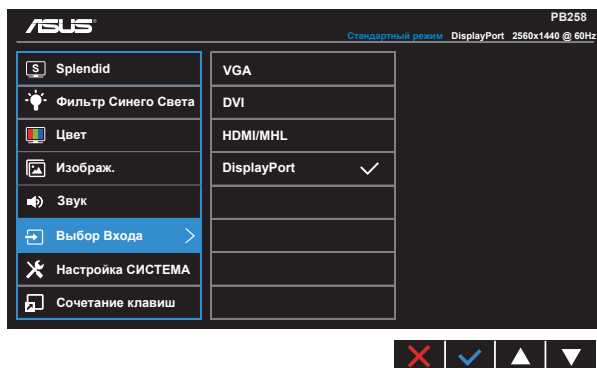 ASUS
PB258
Стандартный режим DisplayPort 2560x1440 @ 60Hz
S Splendid
VGA
Фильтр Синего Света
DVI
Цвет
HDMI/MHL
Изображ.
DisplayPort
Звук
Выбор Входа
Настройка СИСТЕМА
Сочетание клавиш